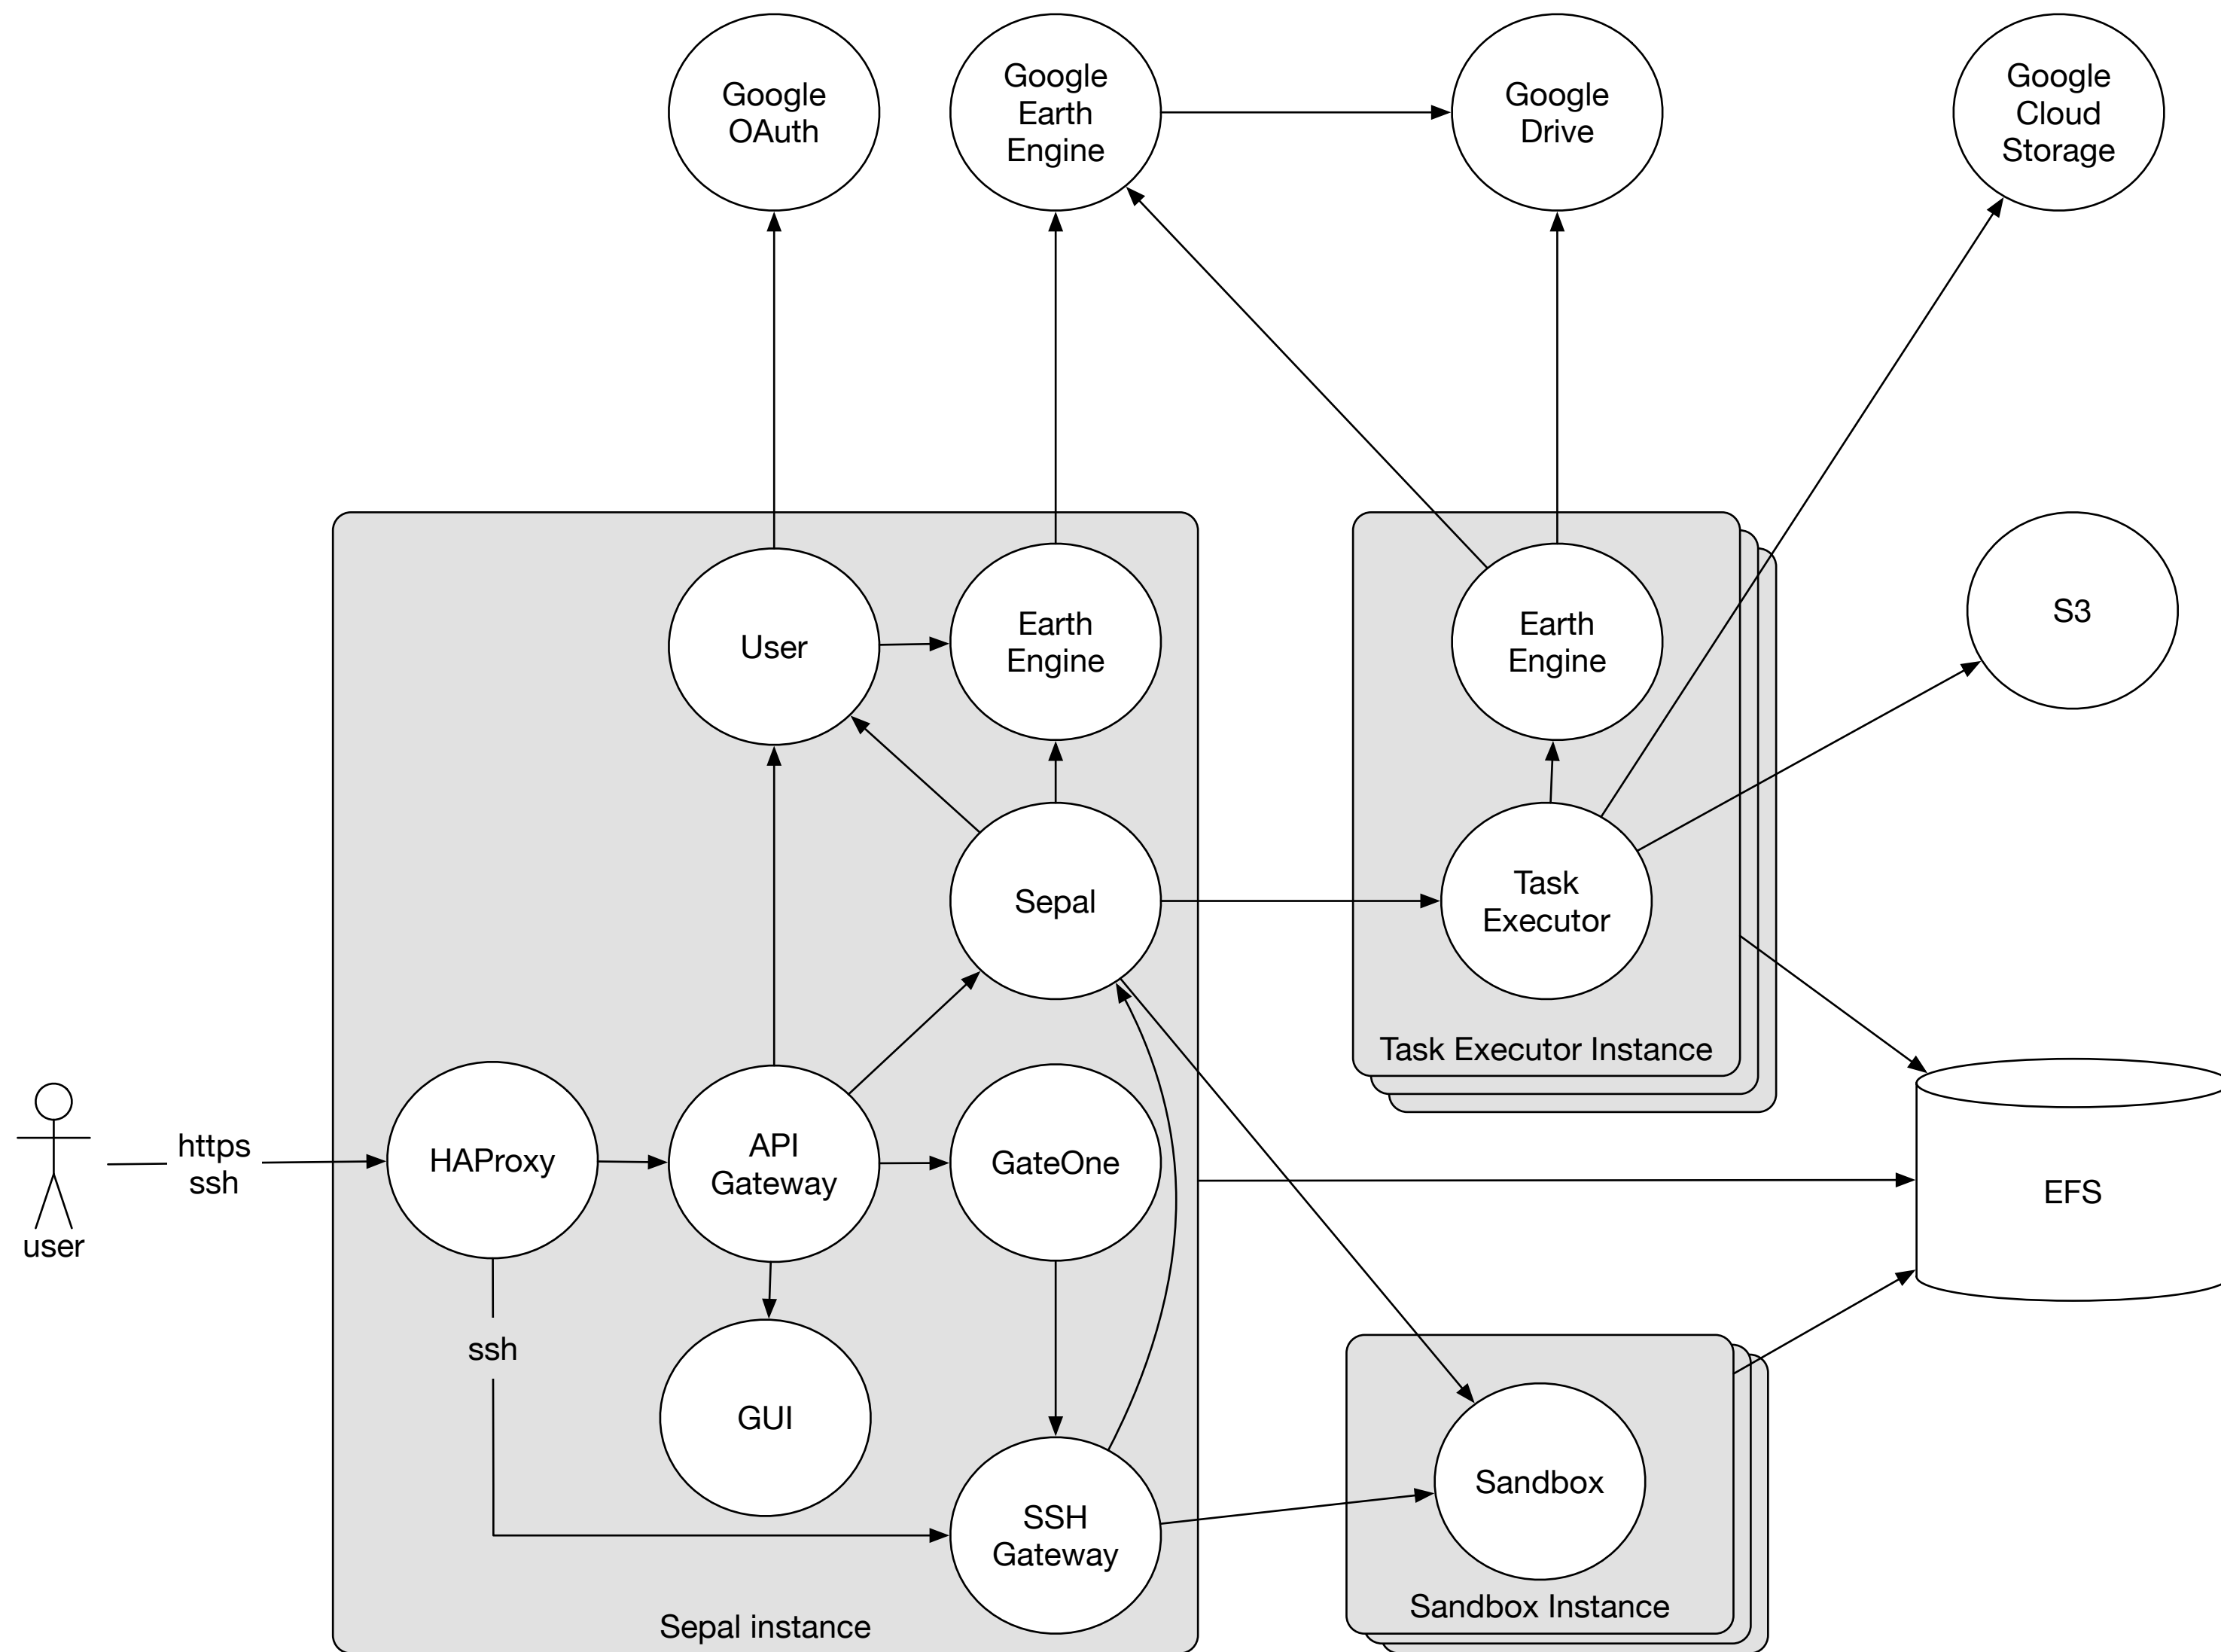 Google
OAuth
Google
Earth
Engine
Google
Drive
Google
Cloud
Storage
User
Earth
Engine
Earth
Engine
S3
Sepal
Task
Executor
Task Executor Instance
https
ssh
user
HAProxy
API
Gateway
GateOne
EFS
ssh
GUI
SSH
Gateway
Sandbox
Sandbox Instance
Sepal instance